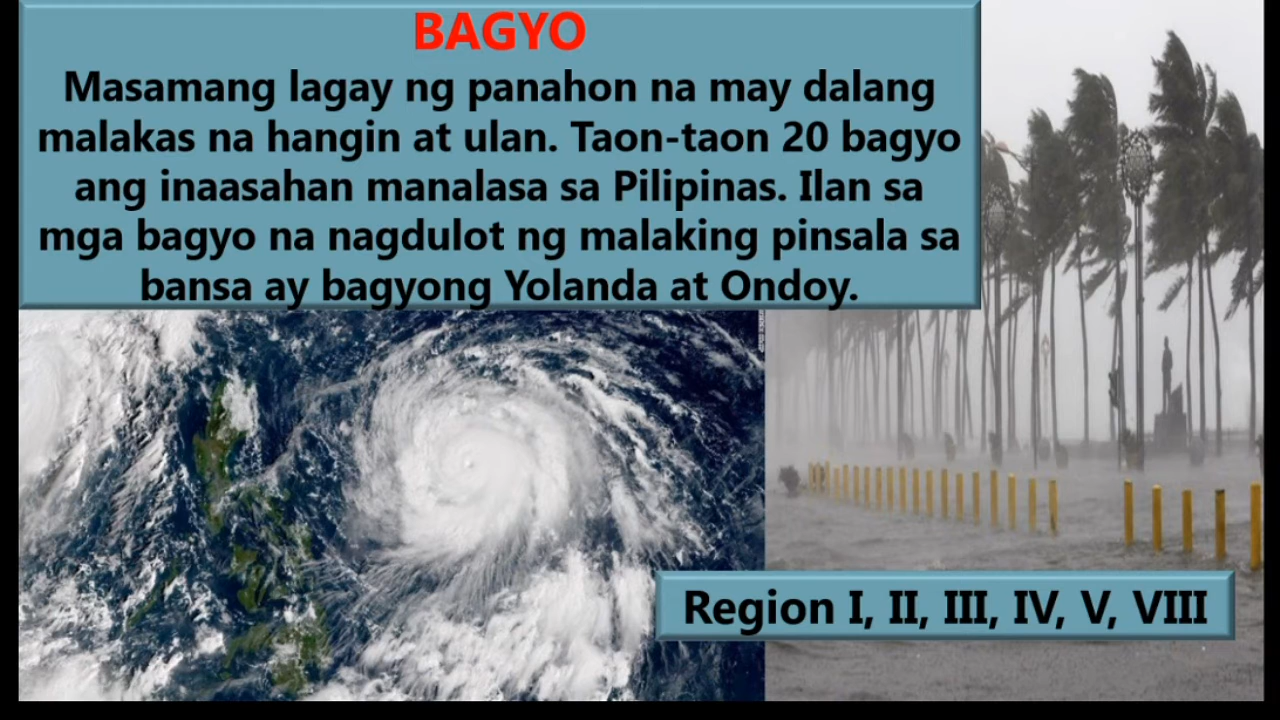 BAGYO
Masamang lagay ng panahon na may dalang
malakas na hangin at ulan. Taon-taon 20 bagyo
ang inaasahan manalasa sa Pilipinas. Ilan sa
mga bagyo na nagdulot ng malaking pinsala sa
bansa ay bagyong Yolanda at Ondoy.
Region I, II, III, IV, V, VIII